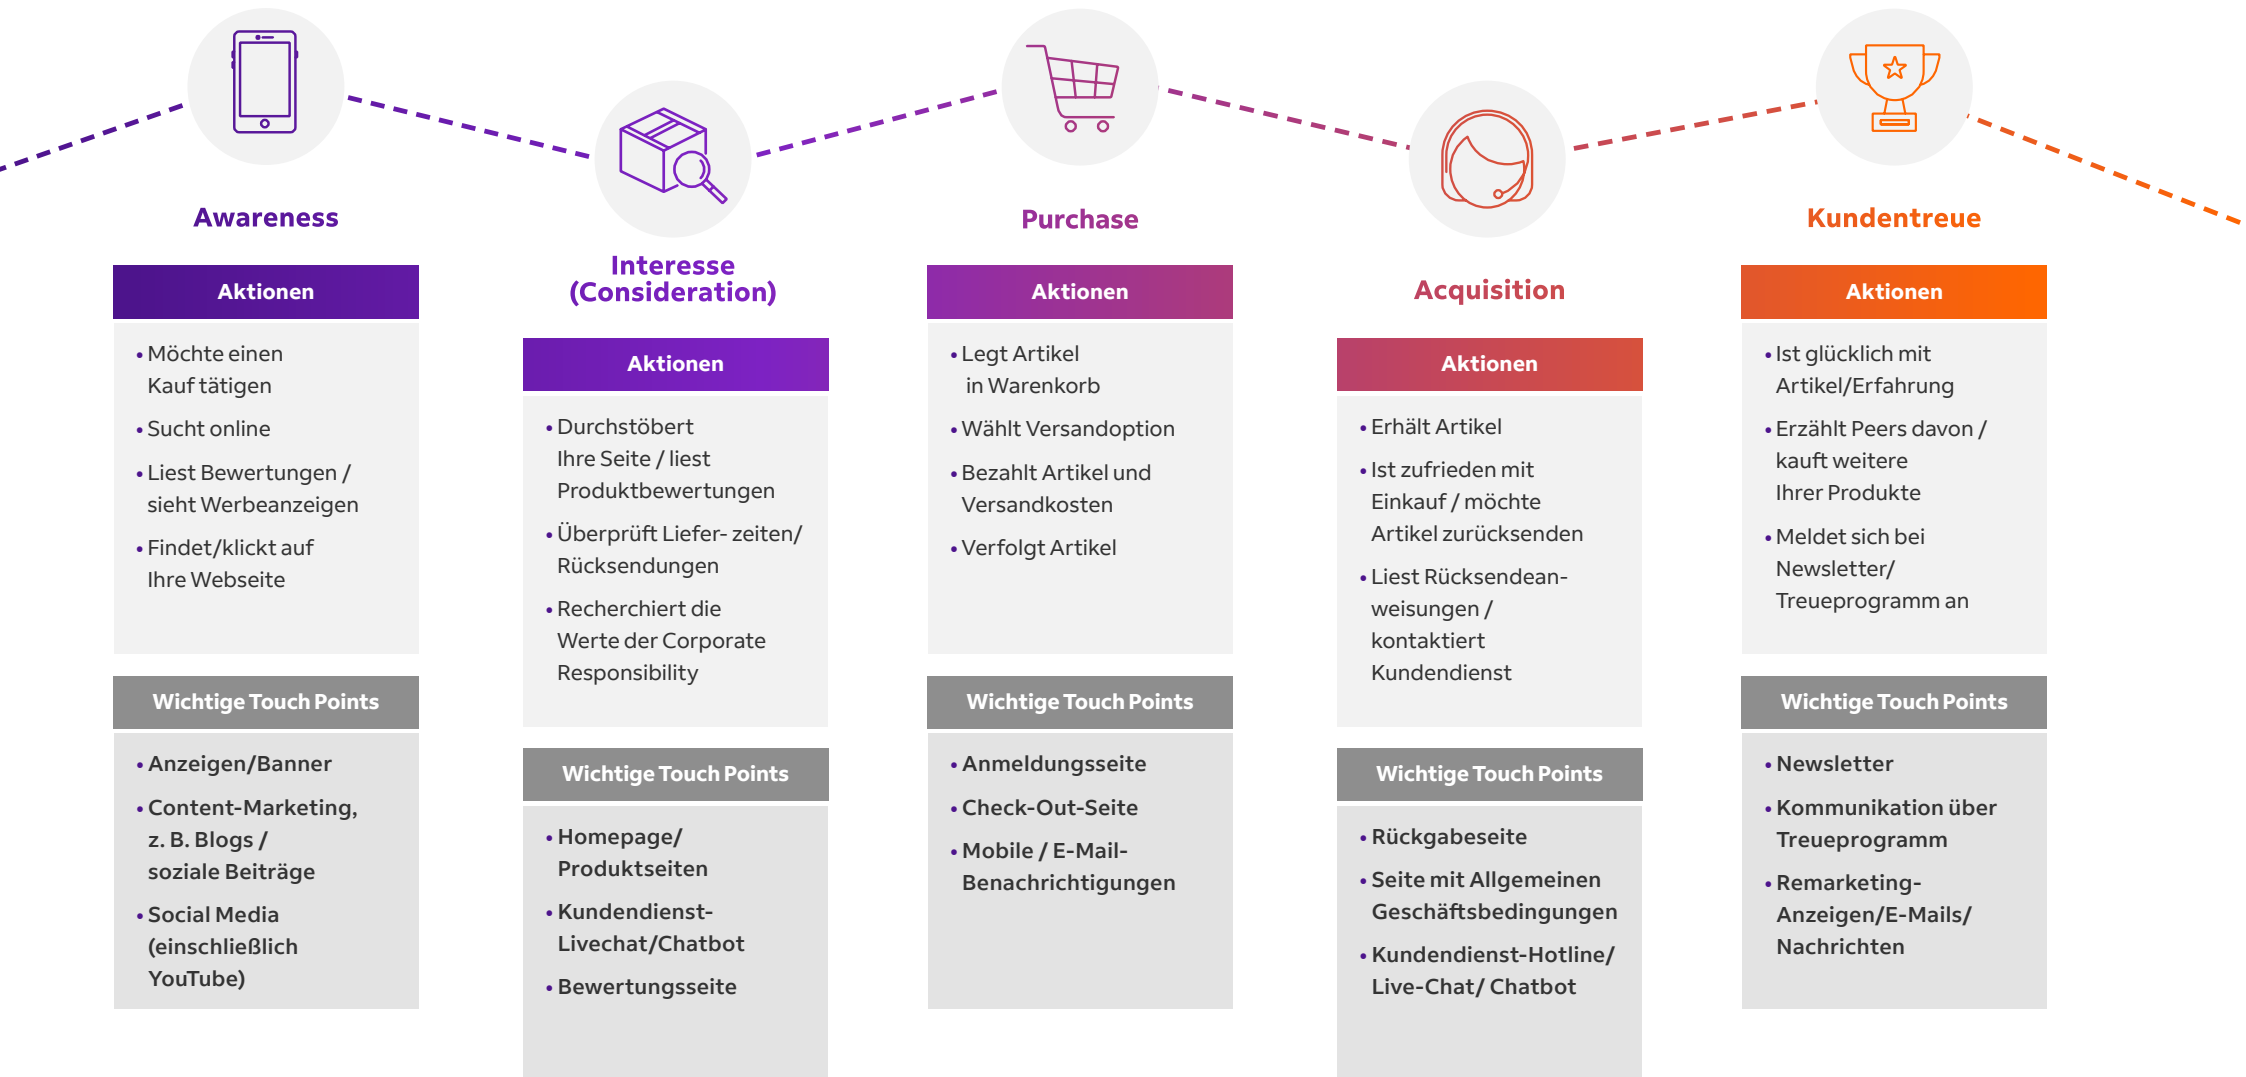 Awareness
Aktionen
• Möchte einen
Kauf tätigen
• Sucht online
• Liest Bewertungen /
sieht Werbeanzeigen
• Findet/klickt auf
Ihre Webseite
Wichtige Touch Points
• Anzeigen/Banner
• Content-Marketing,
z. B. Blogs /
soziale Beiträge
• Social Media
(einschließlich
YouTube)
Interesse
(Consideration)
Aktionen
• Durchstöbert
Ihre Seite / liest
Produktbewertungen
• Überprüft Liefer- zeiten/
Rücksendungen
• Recherchiert die
Werte der Corporate
Responsibility
Wichtige Touch Points
• Homepage/
Produktseiten
• Kundendienst-
Livechat/Chatbot
• Bewertungsseite
Purchase
Aktionen
• Legt Artikel
in Warenkorb
• Wählt Versandoption
• Bezahlt Artikel und
Versandkosten
• Verfolgt Artikel
Wichtige Touch Points
• Anmeldungsseite
• Check-Out-Seite
• Mobile / E-Mail-
Benachrichtigungen
Acquisition
Aktionen
• Erhält Artikel
• Ist zufrieden mit
Einkauf / möchte
Artikel zurücksenden
• Liest Rücksendean-
weisungen /
kontaktiert
Kundendienst
Wichtige Touch Points
• Rückgabeseite
• Seite mit Allgemeinen
Geschäftsbedingungen
• Kundendienst-Hotline/
Live-Chat/ Chatbot
Kundentreue
Aktionen
• Ist glücklich mit
Artikel/Erfahrung
• Erzählt Peers davon /
kauft weitere
Ihrer Produkte
• Meldet sich bei
Newsletter/
Treueprogramm an
Wichtige Touch Points
• Newsletter
• Kommunikation über
Treueprogramm
• Remarketing-
Anzeigen/E-Mails/
Nachrichten